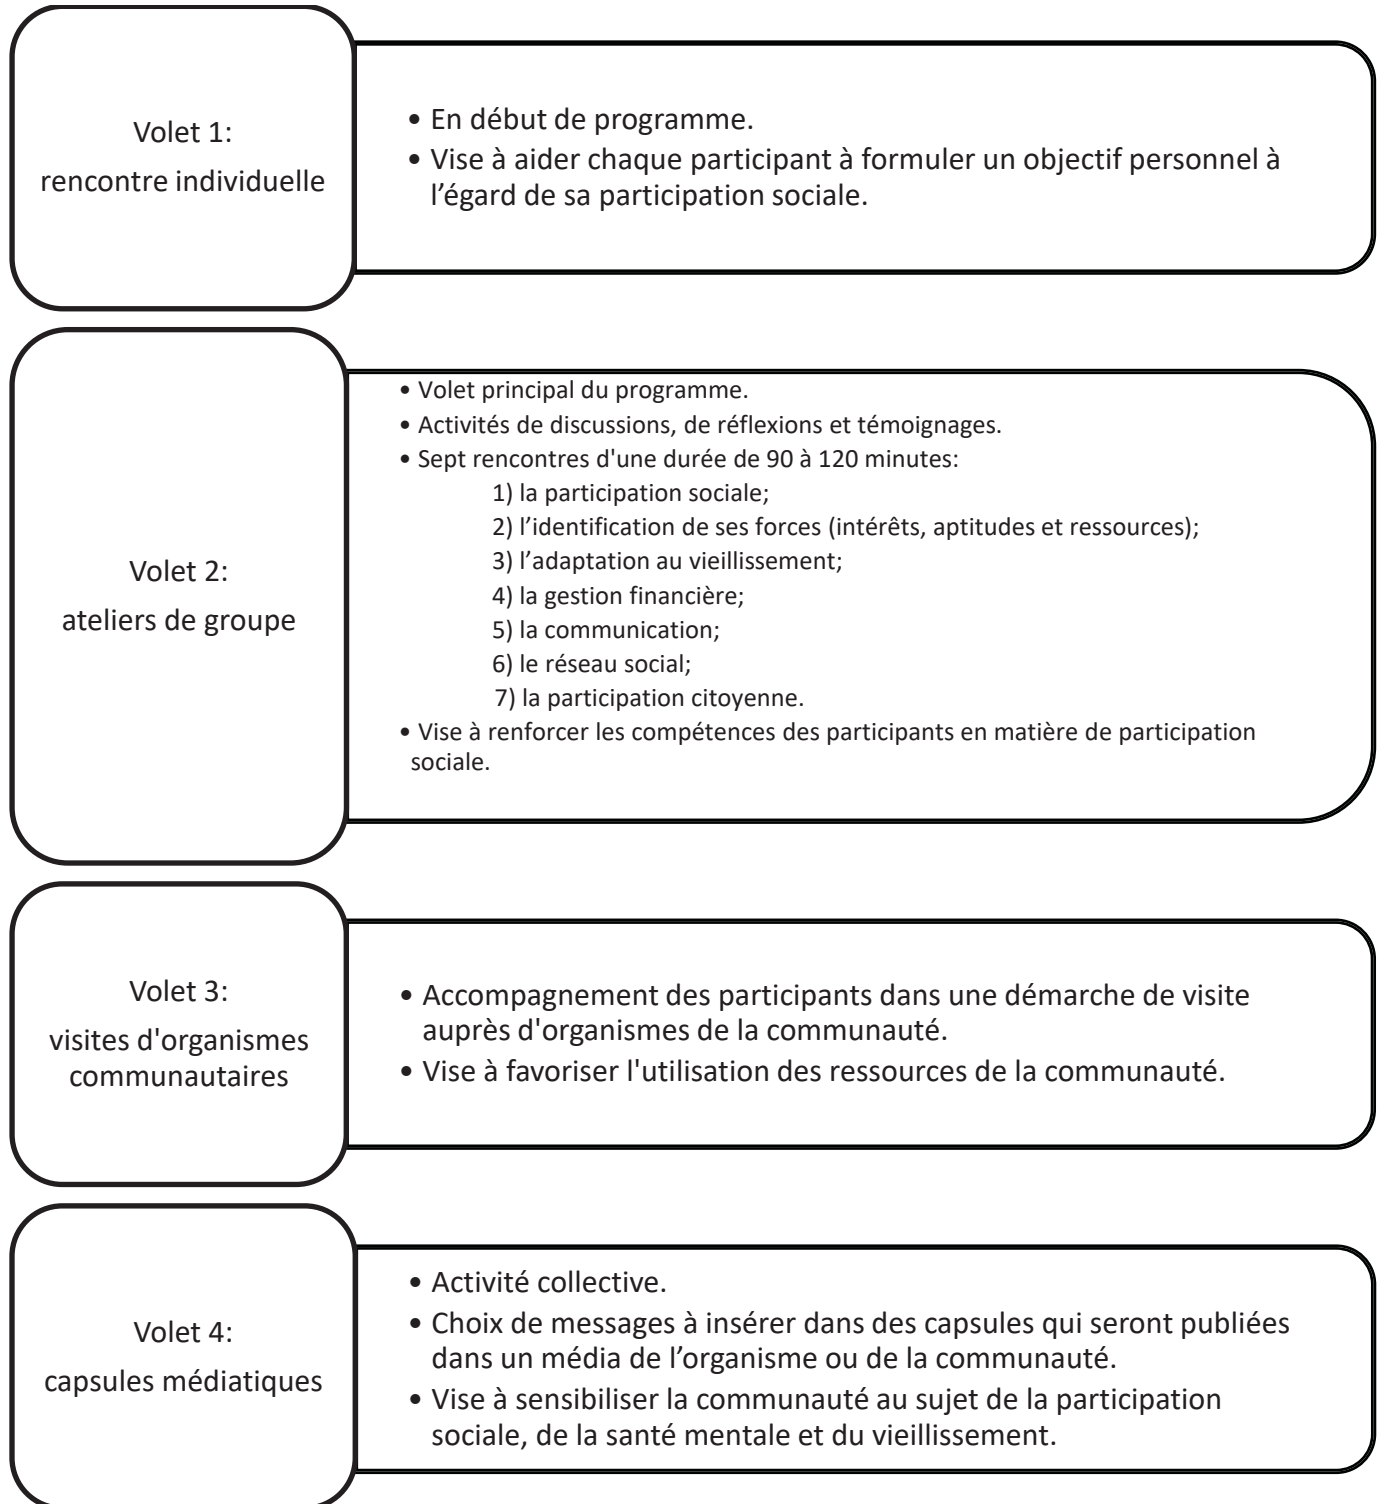 Volet 1:
rencontre individuelle
• En début de programme.
• Vise à aider chaque participant à formuler un objectif personnel à
l’égard de sa participation sociale.
Volet 2:
ateliers de groupe
• Volet principal du programme.
• Activités de discussions, de réflexions et témoignages.
• Sept rencontres d'une durée de 90 à 120 minutes:
1) la participation sociale;
2) l’identification de ses forces (intérêts, aptitudes et ressources);
3) l’adaptation au vieillissement;
4) la gestion financière;
5) la communication;
6) le réseau social;
7) la participation citoyenne.
• Vise à renforcer les compétences des participants en matière de participation
sociale.
Volet 3:
visites d'organismes
communautaires
• Accompagnement des participants dans une démarche de visite
auprès d'organismes de la communauté.
• Vise à favoriser l'utilisation des ressources de la communauté.
Volet 4:
capsules médiatiques
• Activité collective.
• Choix de messages à insérer dans des capsules qui seront publiées
dans un média de l’organisme ou de la communauté.
• Vise à sensibiliser la communauté au sujet de la participation
sociale, de la santé mentale et du vieillissement.